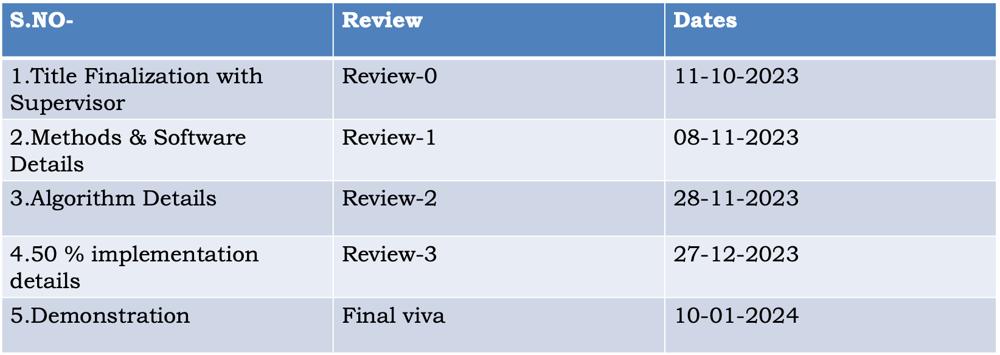 S.NO- Review Dates
1.Title Finalization with Review-0 11-10-2023
Supervisor
2.Methods & Software Review-1 08-11-2023
Details
3.Algorithm Details Review-2 28-11-2023
4.50 % implementation Review-3 27-12-2023
details
5.Demonstration Final viva 10-01-2024